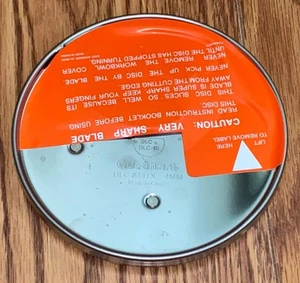 LIFT
HERE
TO REMOVE LABEL
CAUTION: VERY SHARP BLADE
READ INSTRUCTION BOOKLET BEFORE USING
THIS DISC.
THIS DISC SLICES SO WELL BECAUSE ITS
BLADE IS SUPER SHARP. KEEP YOUR FINGERS
AWAY FROM THE CUTTING EDGE.
NEVER PICK UP THE DISC BY THE BLADE.
NEVER REMOVE THE WORKBOWL COVER
UNTIL THE DISC HAS STOPPED TURNING.
DLC
4MM